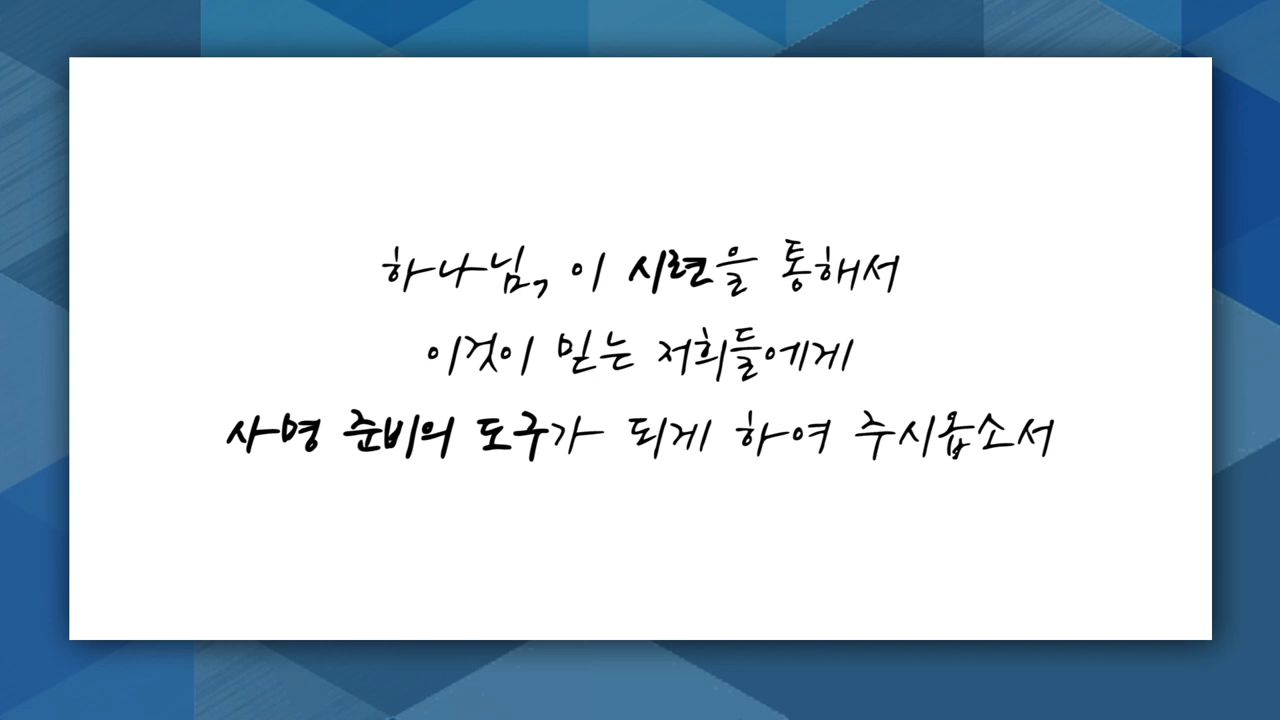 하나님, 이 시련을 통해서
이것이 믿는 저희들에게
사명 준비의 도구가 되게 하여 주시옵소서